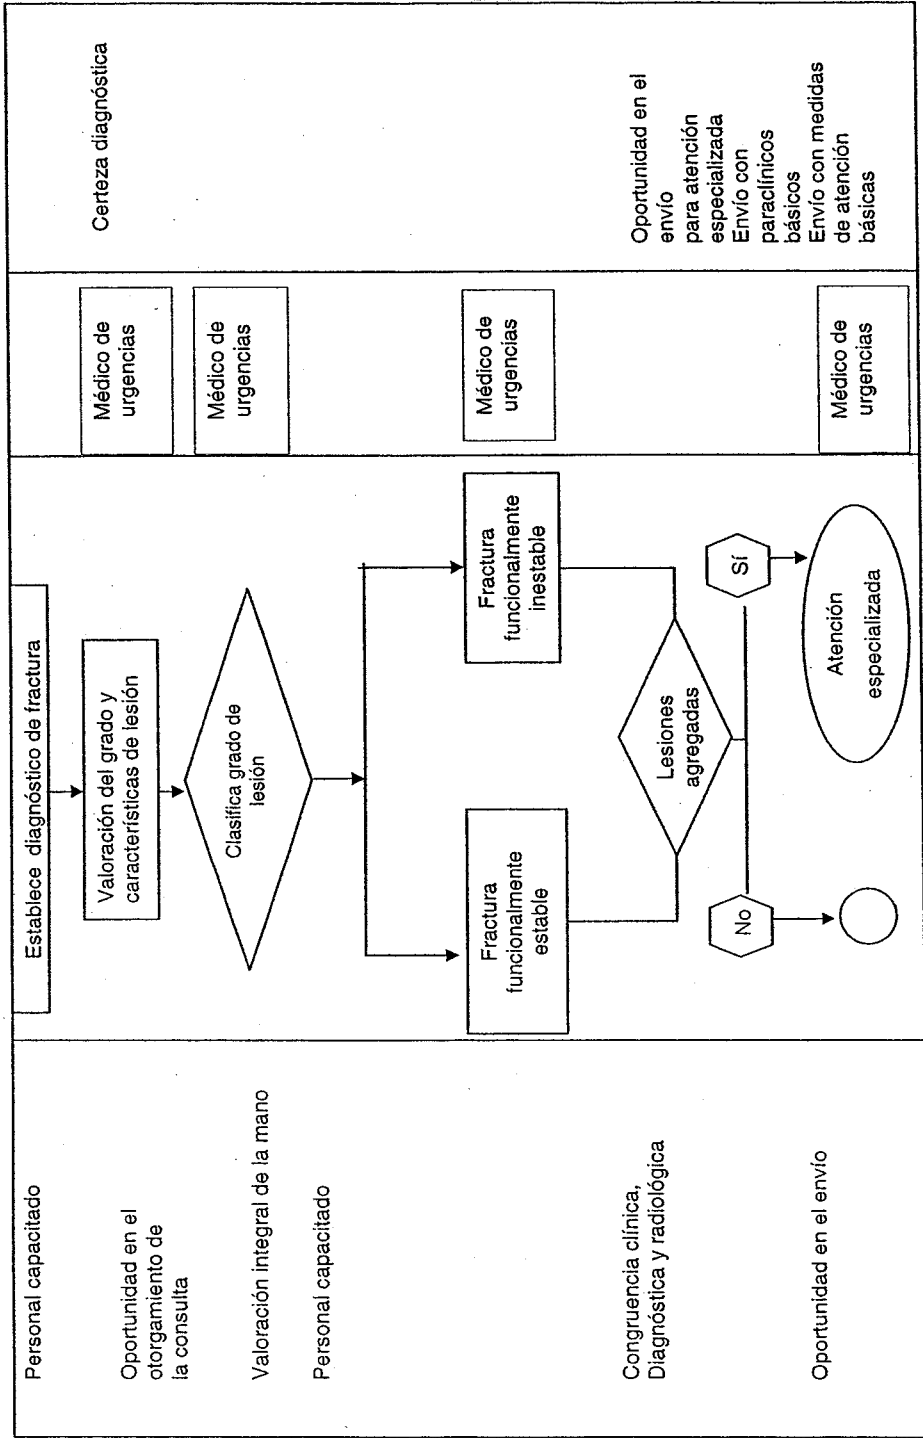 Personal capacitado
Oportunidad en el
otorgamiento de
la consulta
Valoración integral de la mano
Personal capacitado
Congruencia clínica,
Diagnóstica y radiológica
Oportunidad en el envío
Establece diagnóstico de fractura
Valoración del grado y
características de lesión
Clasifica grado de
lesión
Fractura
funcionalmente
estable
Fractura
funcionalmente
inestable
Lesiones
agregadas
No
Sí
Atención
especializada
Médico de
urgencias
Médico de
urgencias
Médico de
urgencias
Médico de
urgencias
Certeza diagnóstica
Oportunidad en el
envío
para atención
especializada
Envío con
paraclínicos
básicos
Envío con medidas
de atención
básicas